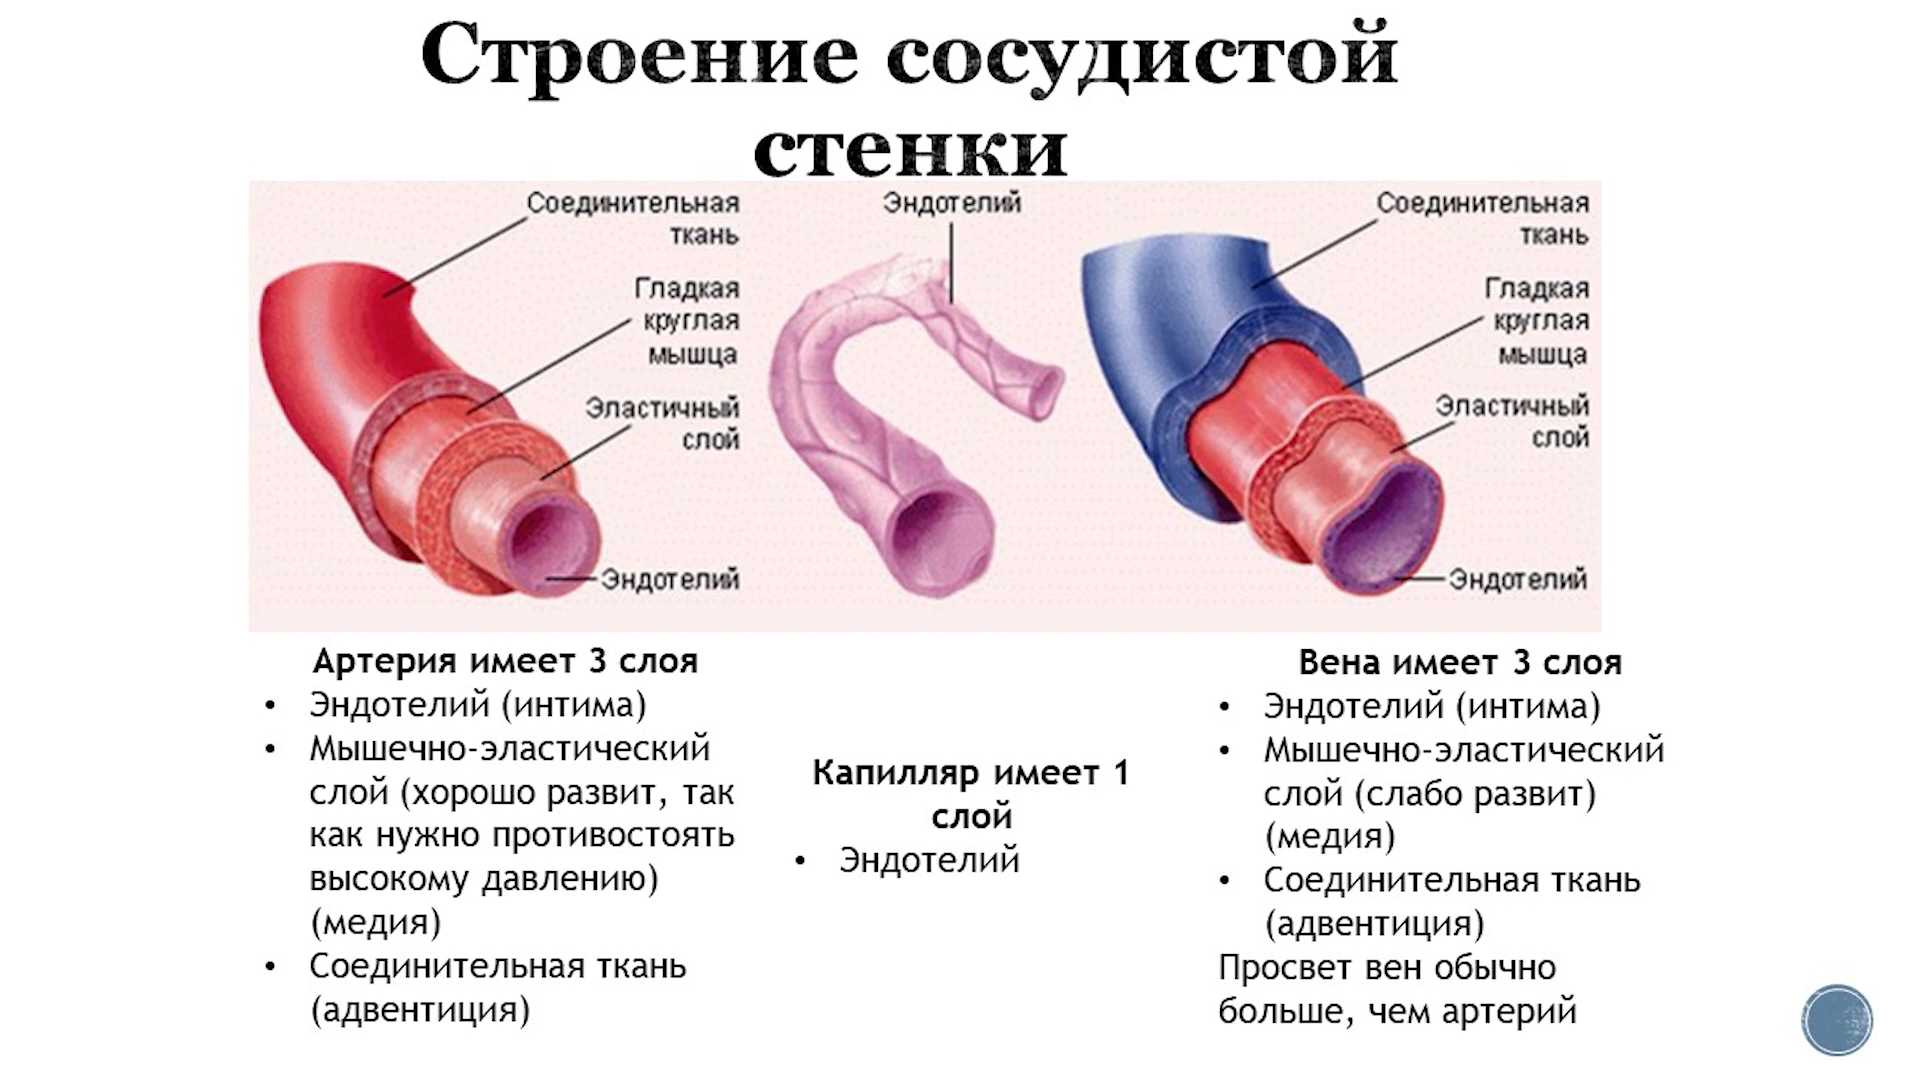 Строение сосудистой
стенки
Соединительная
ткань
Гладкая
круглая
мышца
Эластичный
слой
Эндотелий
Эндотелий
Соединительная
ткань
Гладкая
круглая
мышца
Эластичный
слой
Эндотелий
Артерия имеет 3 слоя
• Эндотелий (интима)
• Мышечно-эластический
слой (хорошо развит, так
как нужно противостоять
высокому давлению)
(медия)
• Соединительная ткань
(адвентиция)
Капилляр имеет 1
слой
• Эндотелий
Вена имеет 3 слоя
• Эндотелий (интима)
• Мышечно-эластический
слой (слабо развит)
(медия)
• Соединительная ткань
(адвентиция)
Просвет вен обычно
больше, чем артерий